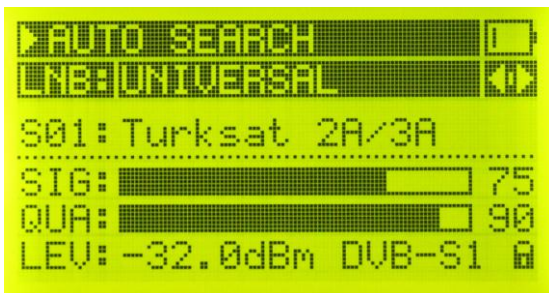 AUTO SEARCH
LNB:UNIVERSAL
S01:Turksat 2A/3A
SIG: 75
QUA: 90
LEV:-32.0dBm DVB-S1